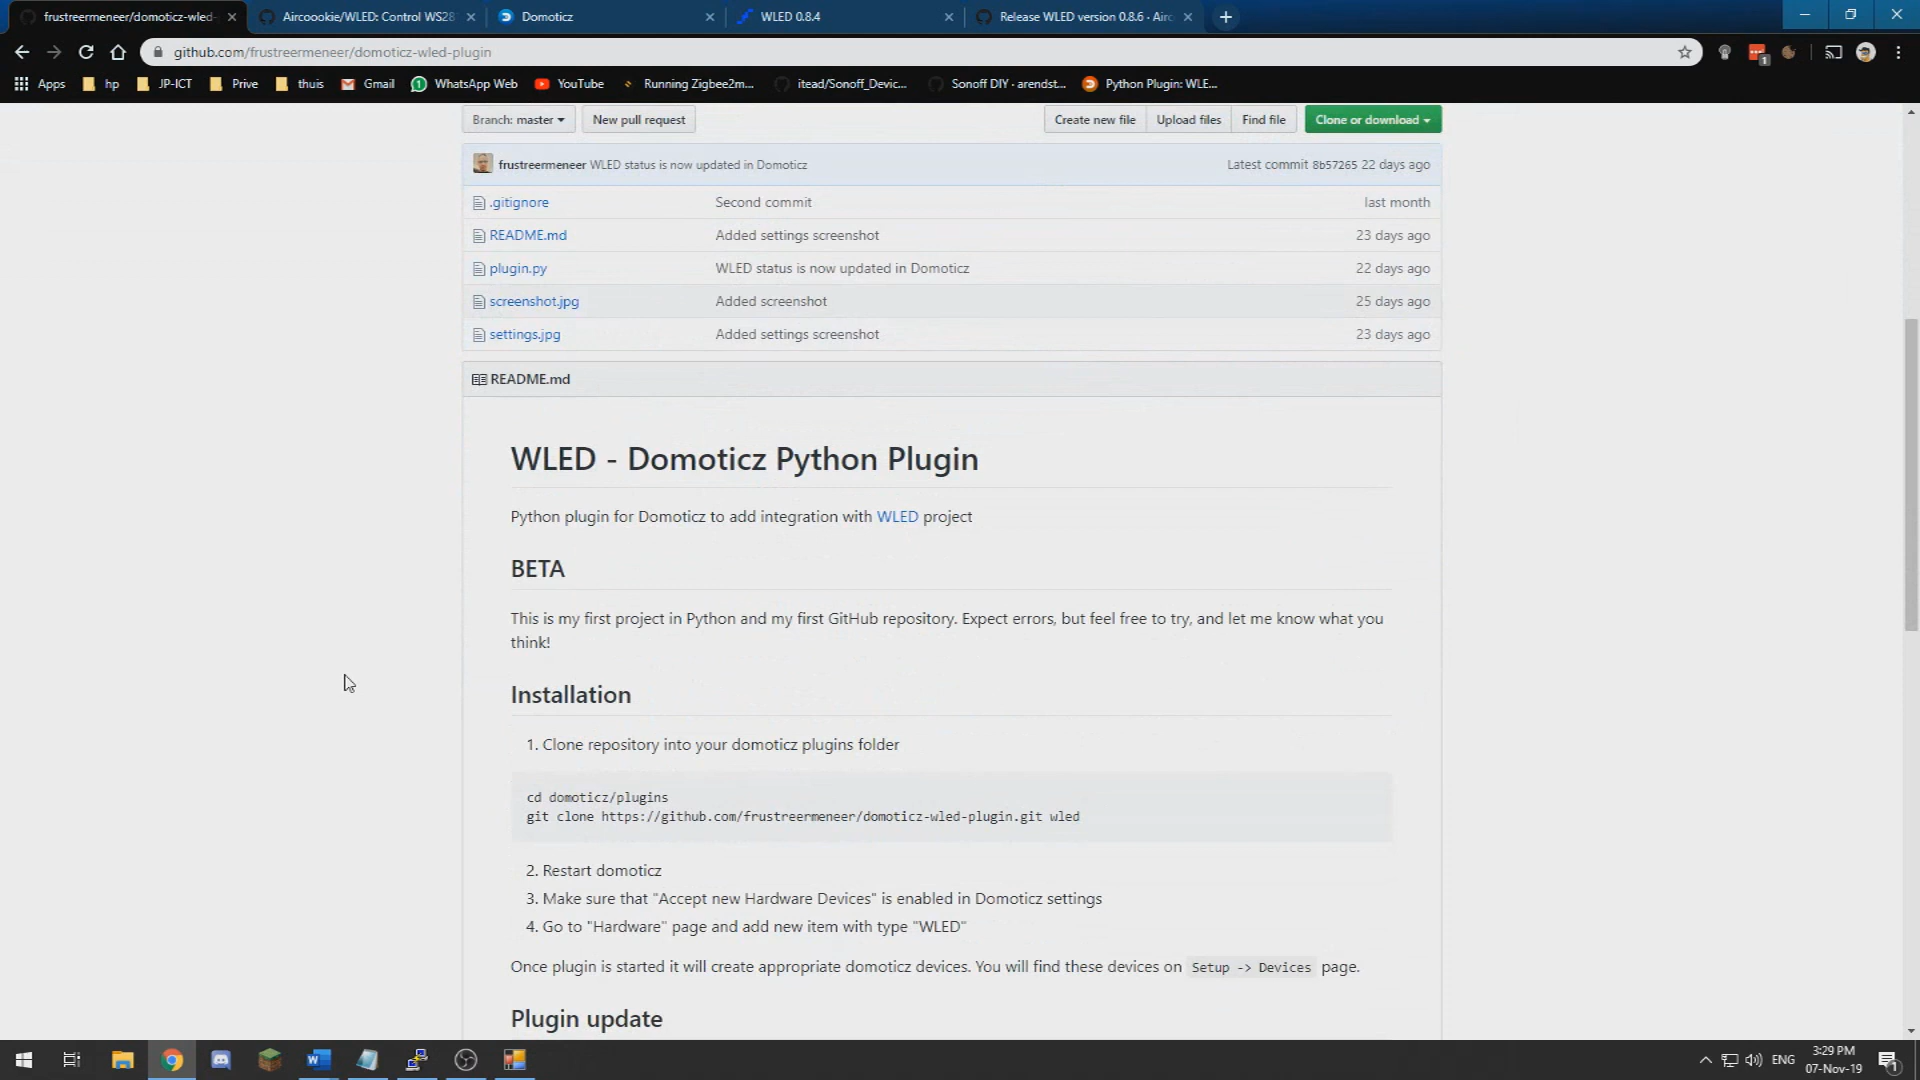 frustreermeneer/domoticz-wled-
Aircoookie/WLED: Control WS28
Domoticz
WLED 0.8.4
Release WLED version 0.8.6 · Airc
github.com/frustreermeneer/domoticz-wled-plugin
Apps
hp
JP-ICT
Prive
thuis
Gmail
WhatsApp Web
YouTube
Running Zigbee2m...
itead/Sonoff_Devic...
Sonoff DIY · arendst...
Python Plugin: WLE...
Branch: master
New pull request
Create new file
Upload files
Find file
Clone or download
frustreermeneer WLED status is now updated in Domoticz
Latest commit 8b57265 22 days ago
.gitignore Second commit last month
README.md Added settings screenshot 23 days ago
plugin.py WLED status is now updated in Domoticz 22 days ago
screenshot.jpg Added screenshot 25 days ago
settings.jpg Added settings screenshot 23 days ago
README.md
WLED - Domoticz Python Plugin
Python plugin for Domoticz to add integration with WLED project
BETA
This is my first project in Python and my first GitHub repository. Expect errors, but feel free to try, and let me know what you
think!
Installation
1. Clone repository into your domoticz plugins folder
cd domoticz/plugins
git clone https://github.com/frustreermeneer/domoticz-wled-plugin.git wled
2. Restart domoticz
3. Make sure that "Accept new Hardware Devices" is enabled in Domoticz settings
4. Go to "Hardware" page and add new item with type "WLED"
Once plugin is started it will create appropriate domoticz devices. You will find these devices on Setup -> Devices page.
Plugin update
ENG
3:29 PM
07-Nov-19
1